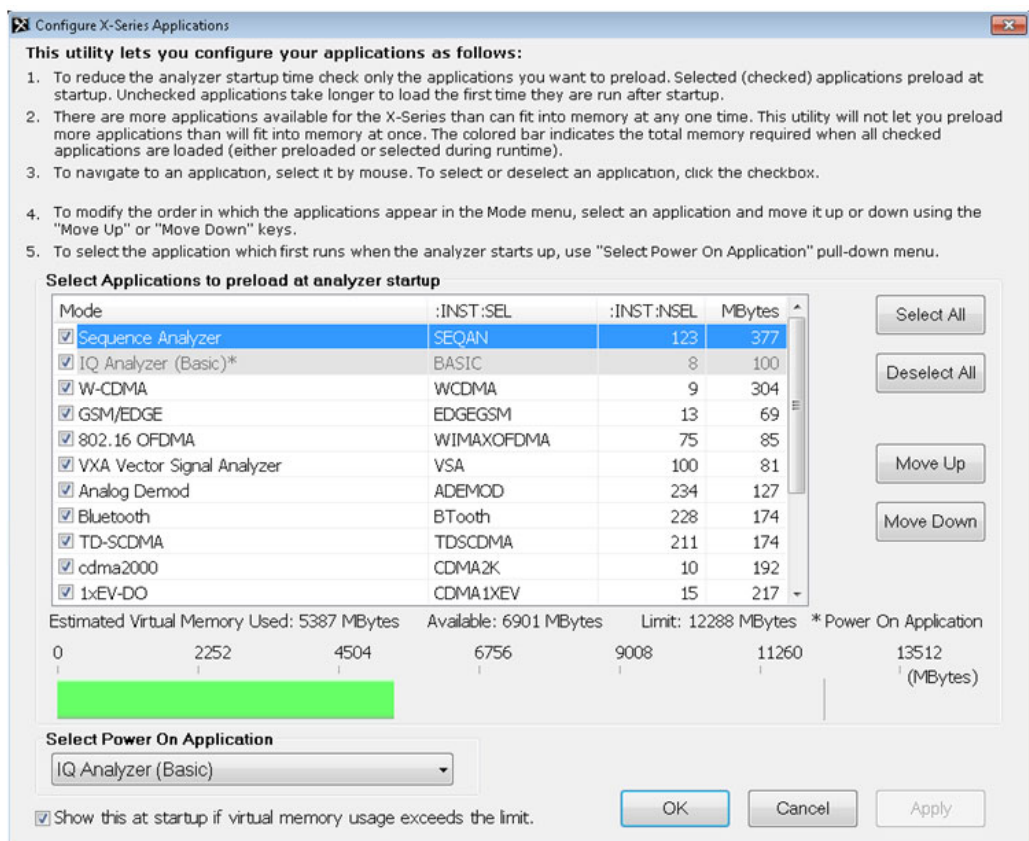 Configure X-Series Applications
This utility lets you configure your applications as follows:
1. To reduce the analyzer startup time check only the applications you want to preload. Selected (checked) applications preload at
startup. Unchecked applications take longer to load the first time they are run after startup.
2. There are more applications available for the X-Series than can fit into memory at any one time. This utility will not let you preload
more applications than will fit into memory at once. The colored bar indicates the total memory required when all checked
applications are loaded (either preloaded or selected during runtime).
3. To navigate to an application, select it by mouse. To select or deselect an application, click the checkbox.
4. To modify the order in which the applications appear in the Mode menu, select an application and move it up or down using the
"Move Up" or "Move Down" keys.
5. To select the application which first runs when the analyzer starts up, use "Select Power On Application" pull-down menu.
Select Applications to preload at analyzer startup
Mode :INST:SEL :INST:NSEL MBytes
Sequence Analyzer SEQAN 123 377
IQ Analyzer (Basic)* BASIC 8 100
W-CDMA WCDMA 9 304
GSM/EDGE EDGEGSM 13 69
802.16 OFDMA WIMAXOFDMA 75 85
VXA Vector Signal Analyzer VSA 100 81
Analog Demod ADEMOD 234 127
Bluetooth BTooth 228 174
TD-SCDMA TDSCDMA 211 174
cdma2000 CDMA2K 10 192
1xEV-DO CDMA1XEV 15 217
Select All
Deselect All
Move Up
Move Down
Estimated Virtual Memory Used: 5387 MBytes Available: 6901 MBytes Limit: 12288 MBytes * Power On Application
0 2252 4504 6756 9008 11260 13512
(MBytes)
Select Power On Application
IQ Analyzer (Basic)
Show this at startup if virtual memory usage exceeds the limit.
OK Cancel Apply